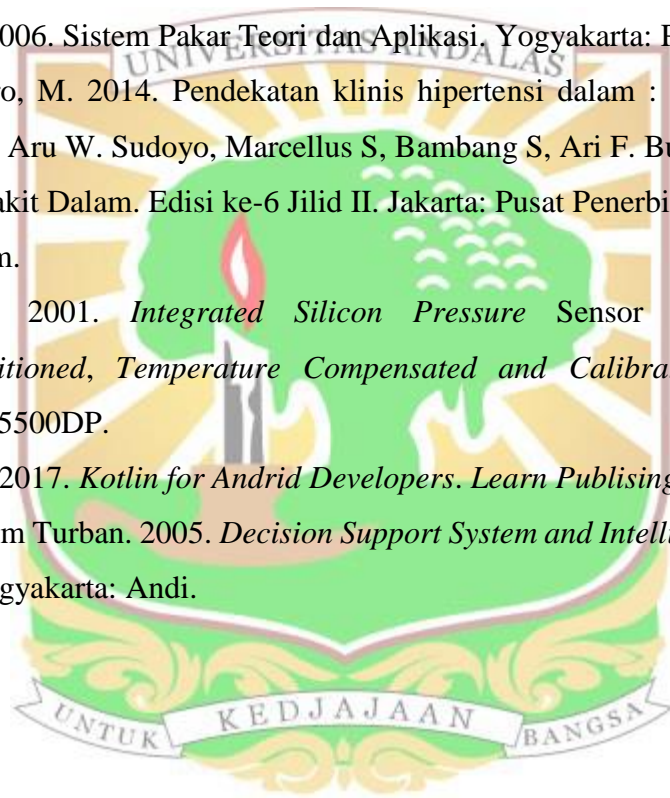 006. Sistem Pakar Teori dan Aplikasi. Yogyakarta:
UNIVERSITAS ANDALAS
o, M. 2014. Pendekatan klinis hipertensi dalam :
Aru W. Sudoyo, Marcellus S, Bambang S, Ari F. Bu
akit Dalam. Edisi ke-6 Jilid II. Jakarta: Pusat Penerbi
m.
2001. Integrated Silicon Pressure Sensor
itioned, Temperature Compensated and Calibra
5500DP.
2017. Kotlin for Andrid Developers. Learn Publising
m Turban. 2005. Decision Support System and Intelli
gyakarta: Andi.
UNTUK KEDJAJAAN BANGSA